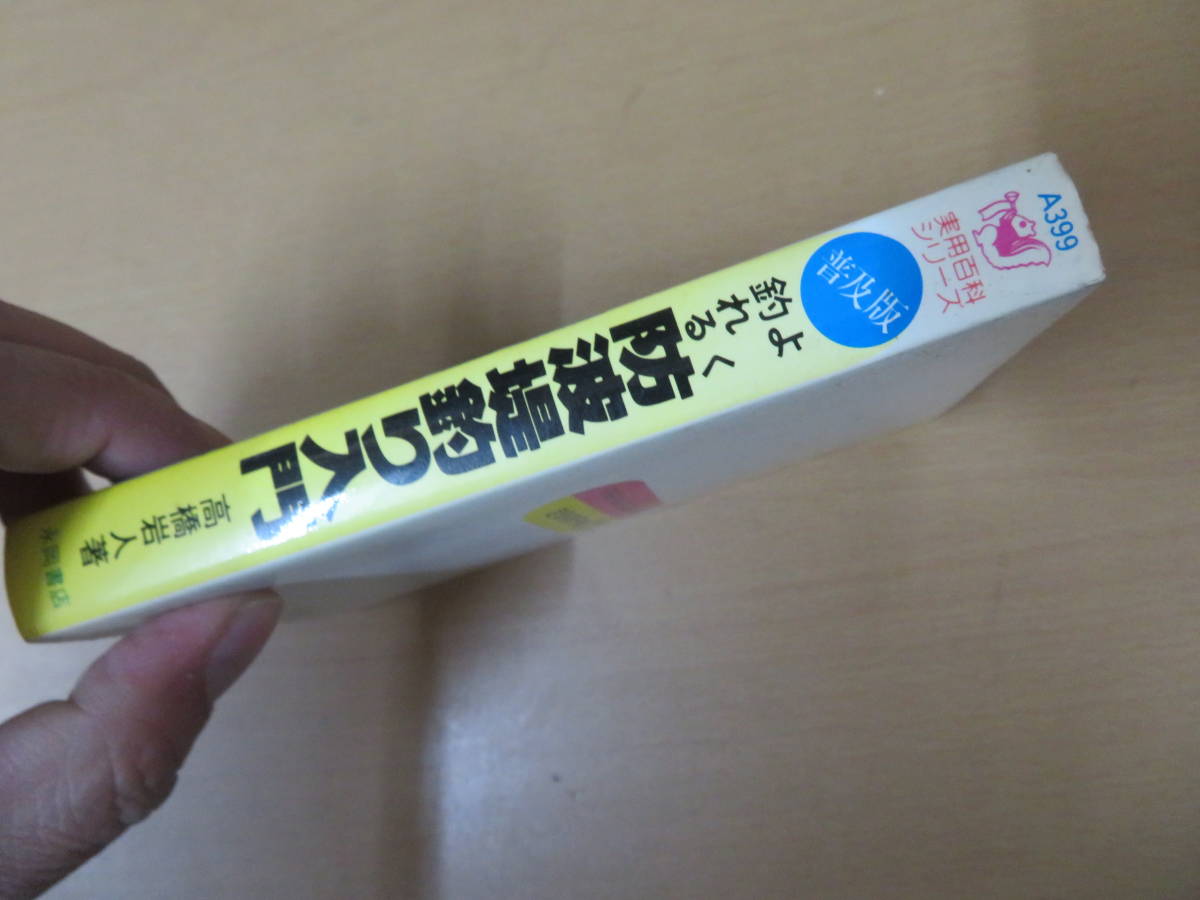 A399
実用百科
シリーズ
普及版
よく
釣れる
防波堤釣り入門
高橋岩人著
永岡書店